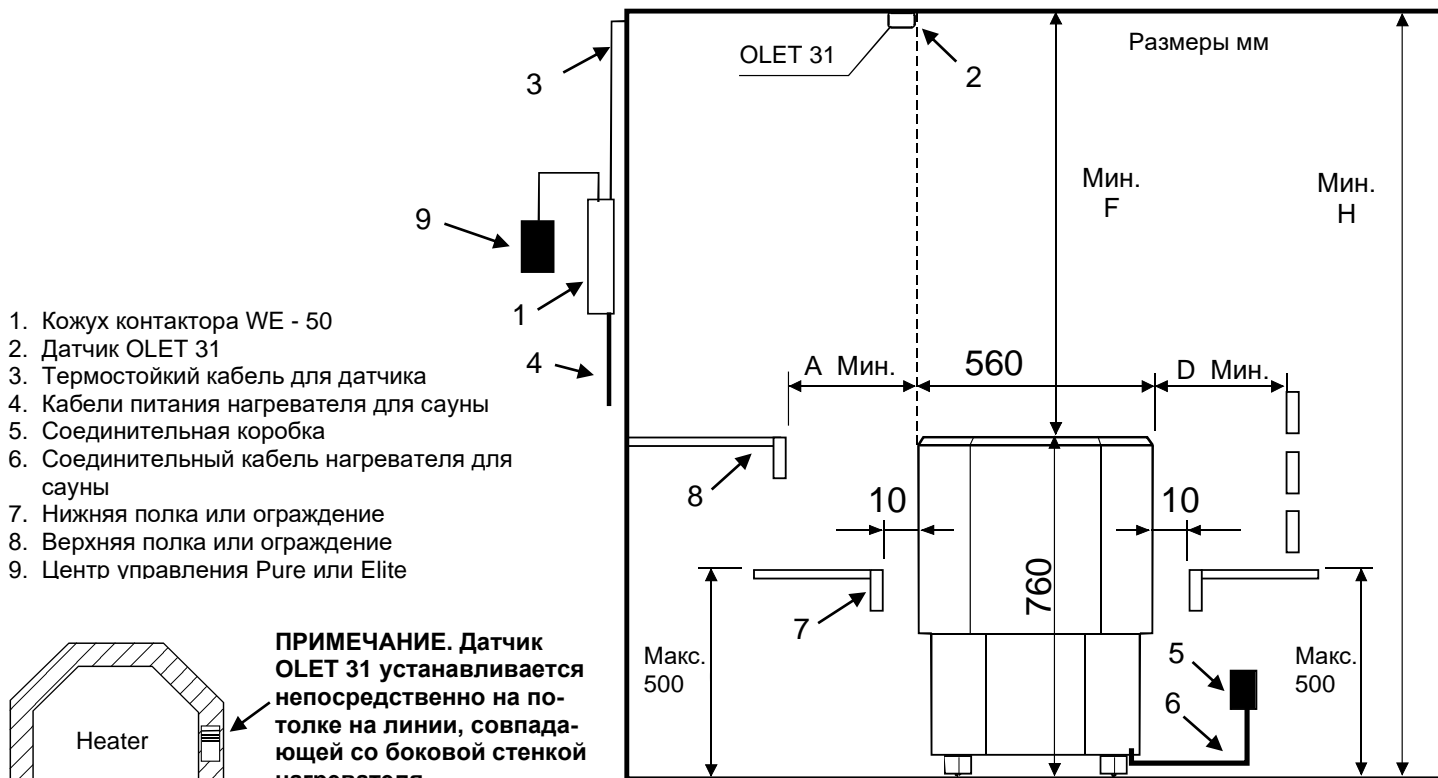 OLET 31
Размеры мм
2
3
Мин.
F
Мин.
H
9
1
4
1. Кожух контактора WE - 50
2. Датчик OLET 31
3. Термостойкий кабель для датчика
4. Кабели питания нагревателя для сауны
5. Соединительная коробка
6. Соединительный кабель нагревателя для
сауны
7. Нижняя полка или ограждение
8. Верхняя полка или ограждение
9. Центр управления Pure или Elite
A Мин.
560
D Мин.
8
10
10
760
7
Макс.
500
5
6
Макс.
500
Heater
ПРИМЕЧАНИЕ. Датчик
OLET 31 устанавливается
непосредственно на по-
толке на линии, совпада-
ющей со боковой стенкой
нагревателя